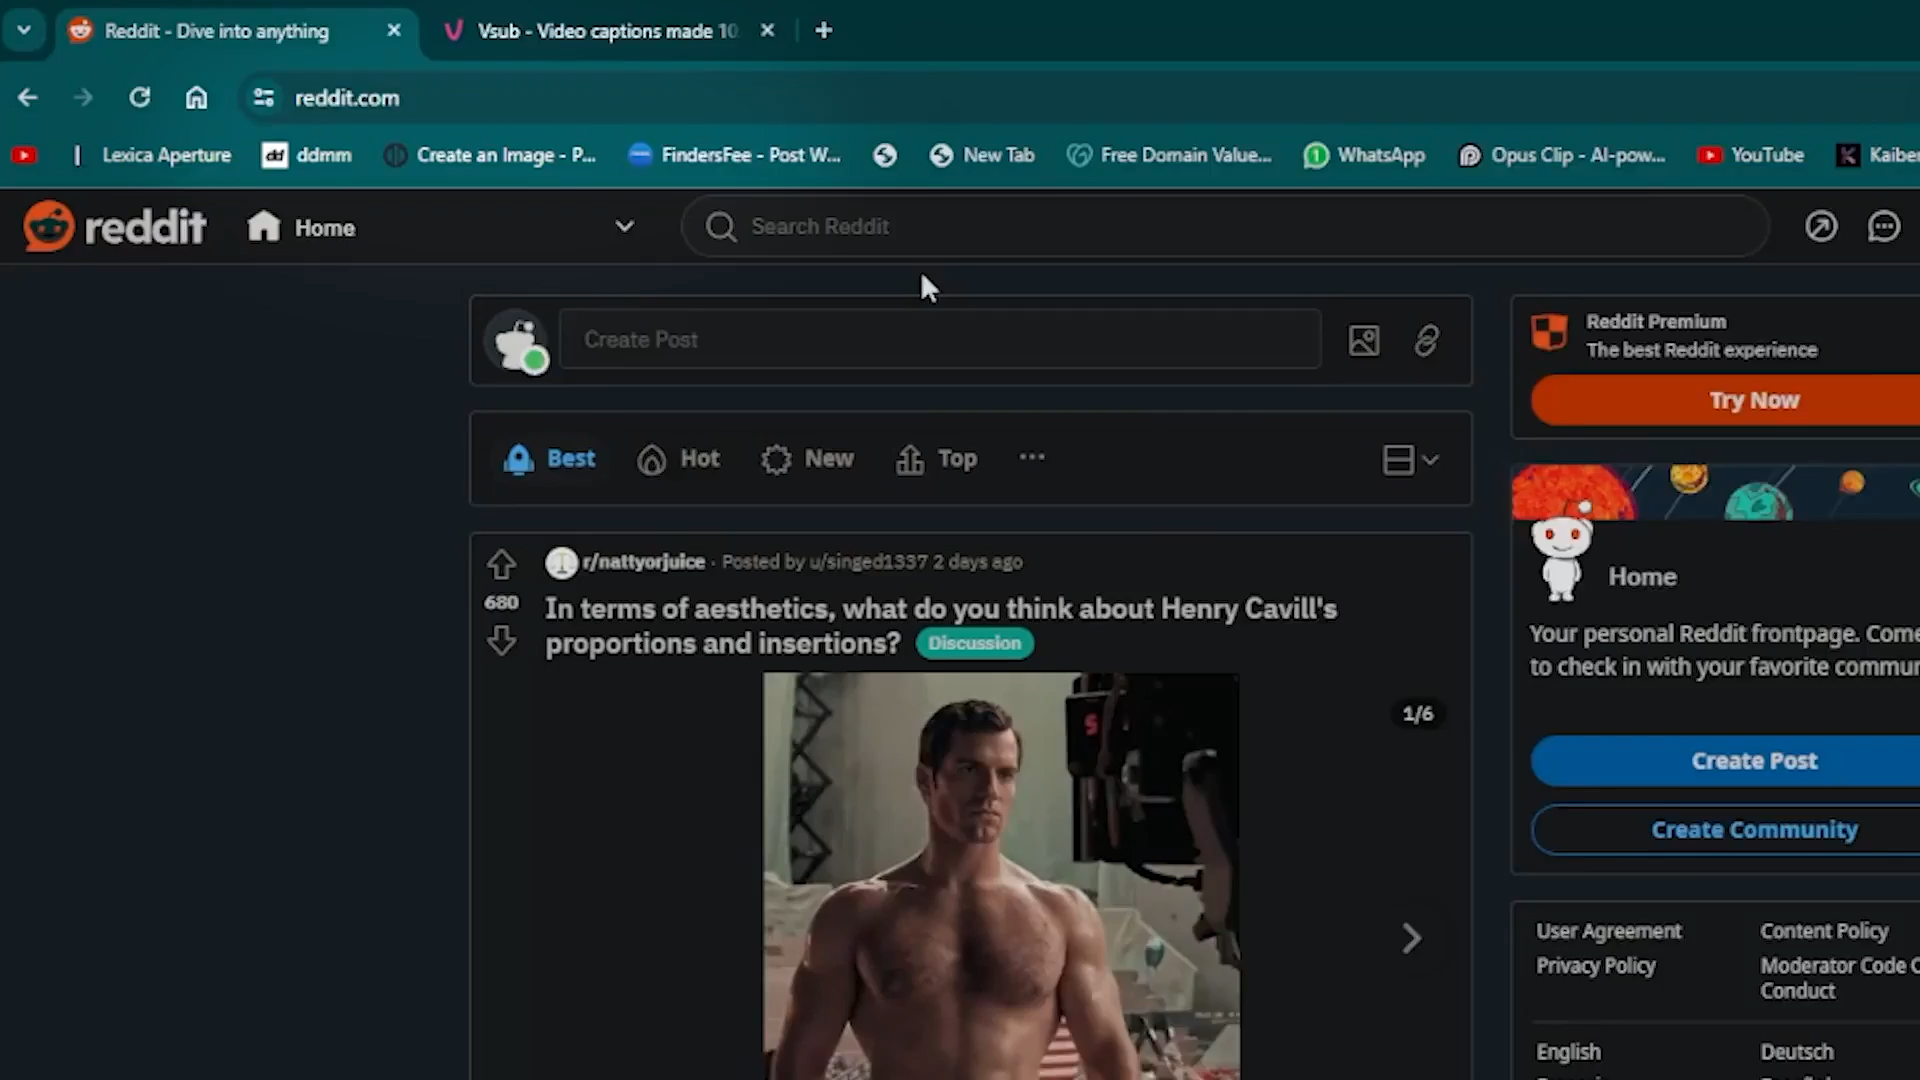 Reddit - Dive into anything
Vsub - Video captions made 10
reddit.com
Lexica Aperture
dd ddmm
Create an Image - P...
FindersFee - Post W...
New Tab
Free Domain Value...
1 WhatsApp
Opus Clip - AI-pow...
YouTube
K Kaiber
reddit
Home
Search Reddit
Create Post
Reddit Premium
The best Reddit experience
Try Now
Best
Hot
New
Top
r/nattyorjuice · Posted by u/singed1337 2 days ago
680
In terms of aesthetics, what do you think about Henry Cavill's
proportions and insertions? Discussion
1/6
S
Home
Your personal Reddit frontpage. Come
to check in with your favorite commun
Create Post
Create Community
User Agreement
Content Policy
Privacy Policy
Moderator Code O
Conduct
English
Deutsch